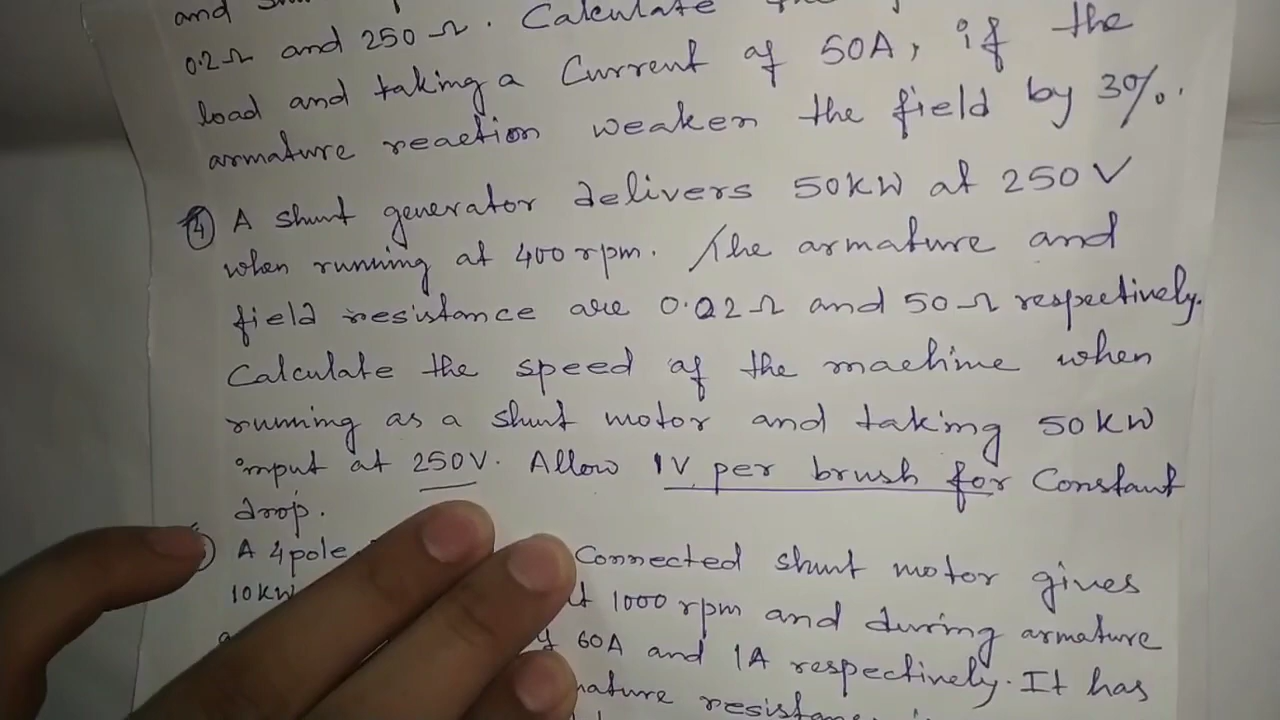 and
0.2Ω and 250Ω. Calculate the
load and taking a Current of 50A, if the
armature reaction weaken the field by 3%.
④ A shunt generator delivers 50KW at 250V
when running at 400rpm. The armature and
field resistance are 0.02Ω and 50Ω respectively.
Calculate the speed of the machine when
running as a shunt motor and taking 50KW
input at 250V. Allow 1V per brush for Constant
drop.
A 4pole Connected shunt motor gives
10KW 1000rpm and during armature
60A and 1A respectively. It has
resistance